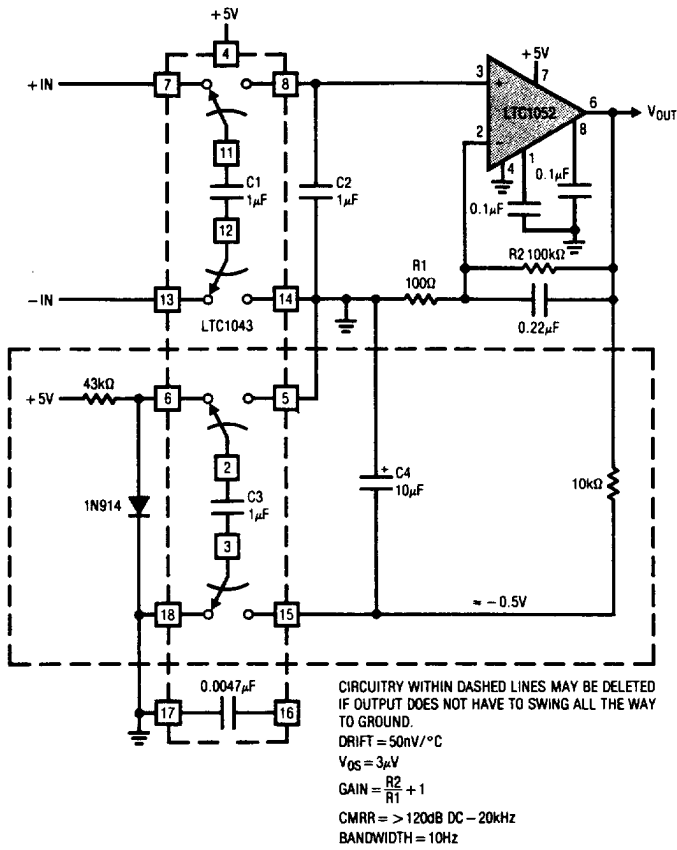 +5V
4
+IN
7
8
3
+
+5V
7
LTC1052
6
VOUT
2
−
4
1
8
0.1μF
0.1μF
11
C1
1μF
C2
1μF
12
R2 100kΩ
R1
100Ω
0.22μF
−IN
13
14
LTC1043
43kΩ
+5V
6
5
2
C3
1μF
3
1N914
+
C4
10μF
10kΩ
18
15
≈ −0.5V
0.0047μF
17
16
CIRCUITRY WITHIN DASHED LINES MAY BE DELETED
IF OUTPUT DOES NOT HAVE TO SWING ALL THE WAY
TO GROUND.
DRIFT = 50nV/°C
VOS = 3μV
GAIN = R2/R1 + 1
CMRR = >120dB DC − 20kHz
BANDWIDTH = 10Hz